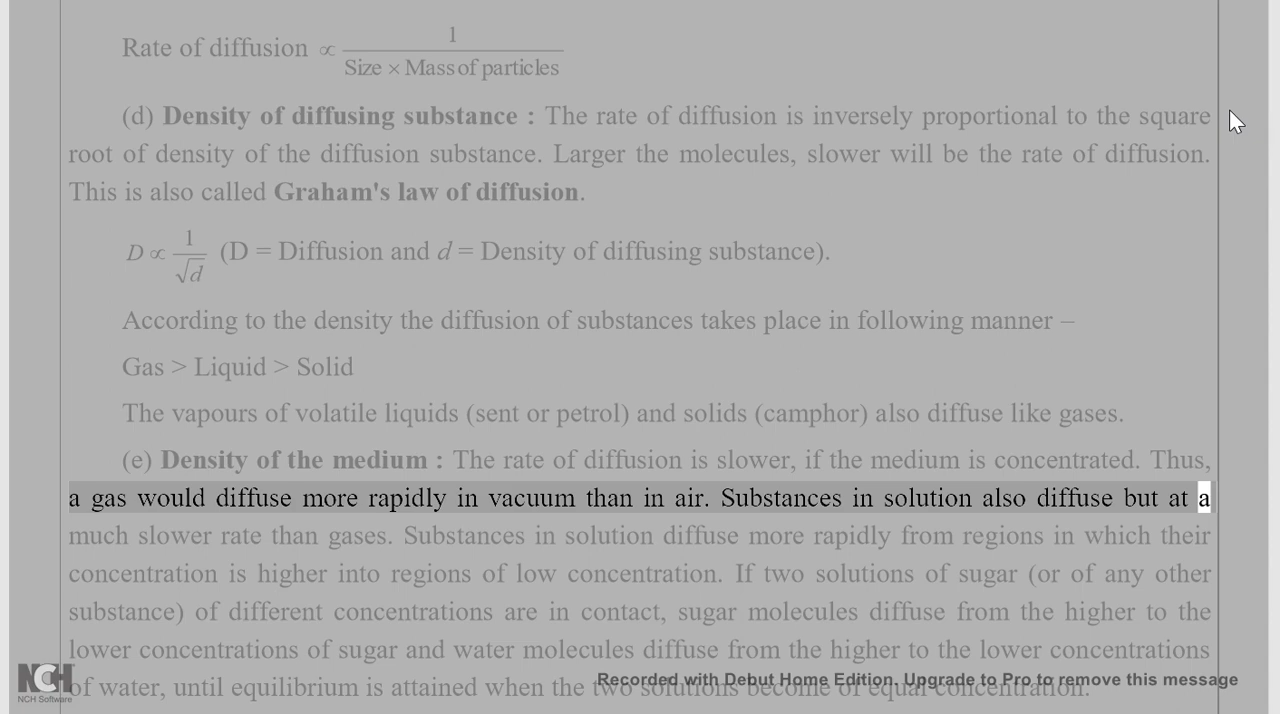 Rate of diffusion ∝ 1 / Size × Mass of particles
(d) Density of diffusing substance : The rate of diffusion is inversely proportional to the square
root of density of the diffusion substance. Larger the molecules, slower will be the rate of diffusion.
This is also called Graham's law of diffusion.
D ∝ 1 / √d (D = Diffusion and d = Density of diffusing substance).
According to the density the diffusion of substances takes place in following manner –
Gas > Liquid > Solid
The vapours of volatile liquids (sent or petrol) and solids (camphor) also diffuse like gases.
(e) Density of the medium : The rate of diffusion is slower, if the medium is concentrated. Thus,
a gas would diffuse more rapidly in vacuum than in air. Substances in solution also diffuse but at a
much slower rate than gases. Substances in solution diffuse more rapidly from regions in which their
concentration is higher into regions of low concentration. If two solutions of sugar (or of any other
substance) of different concentrations are in contact, sugar molecules diffuse from the higher to the
lower concentrations of sugar and water molecules diffuse from the higher to the lower concentrations
of water, until equilibrium is attained when the two solutions become of equal concentration.
Recorded with Debut Home Edition. Upgrade to Pro to remove this message
NCH
NCH Software